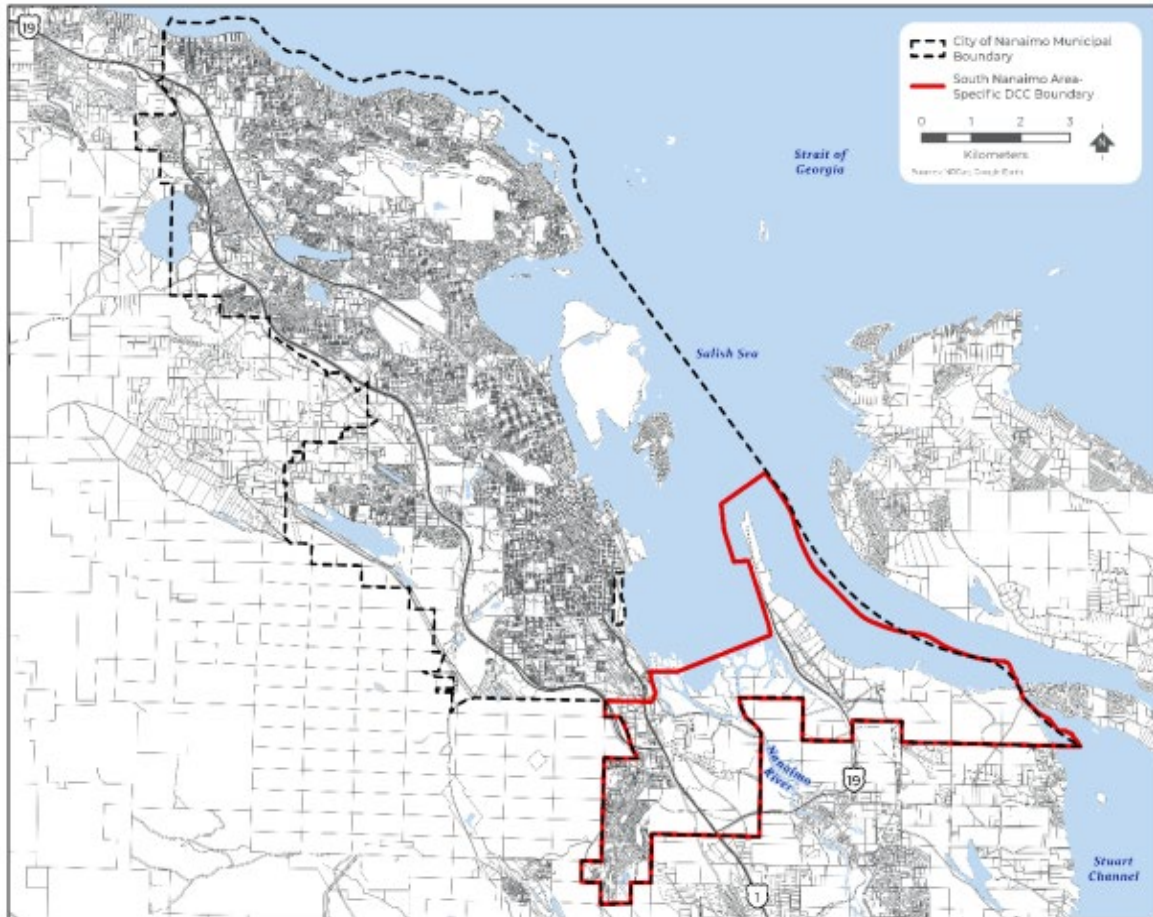 19
City of Nanaimo Municipal
Boundary
South Nanaimo Area-
Specific DCC Boundary
0 1 2 3
Kilometers
N
Strait of
Georgia
Salish Sea
Nanaimo
River
19
1
Stuart
Channel